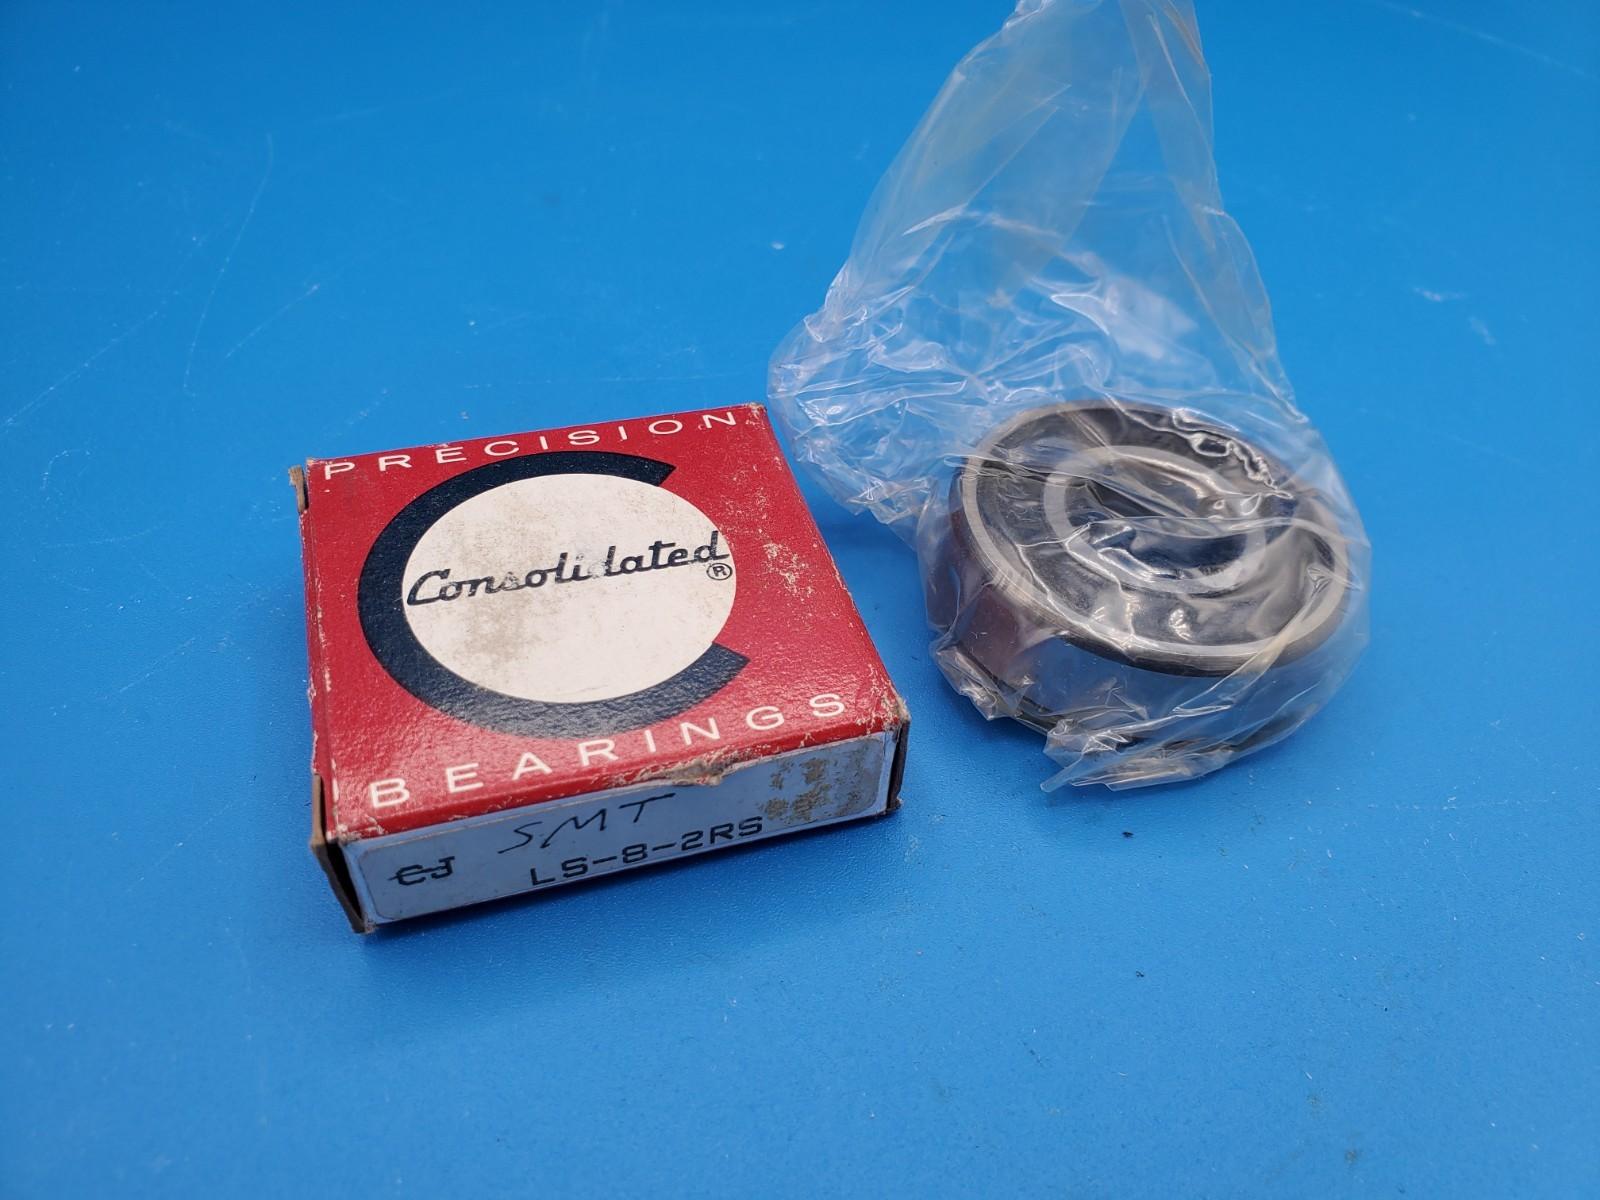 PRECISION
Consolidated®
BEARINGS
SMT
CJ LS-8-2RS